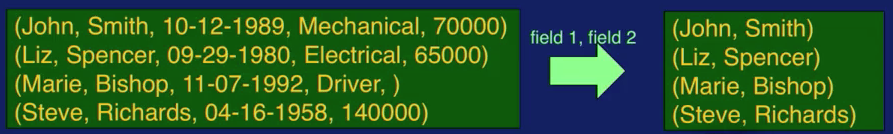 (John, Smith, 10-12-1989, Mechanical, 70000)
(Liz, Spencer, 09-29-1980, Electrical, 65000)
(Marie, Bishop, 11-07-1992, Driver, )
(Steve, Richards, 04-16-1958, 140000)
field 1, field 2
(John, Smith)
(Liz, Spencer)
(Marie, Bishop)
(Steve, Richards)